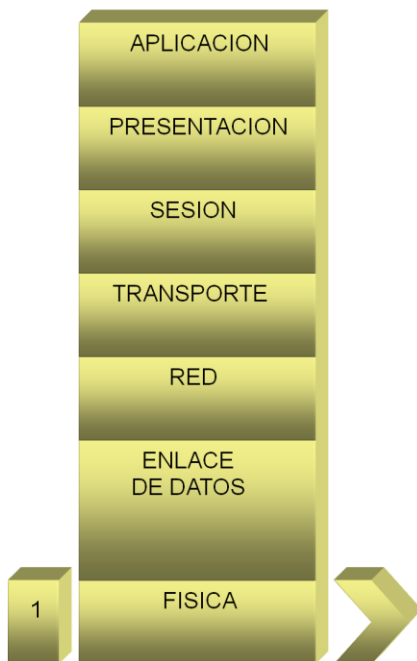 APLICACION
PRESENTACION
SESION
TRANSPORTE
RED
ENLACE
DE DATOS
1
FISICA